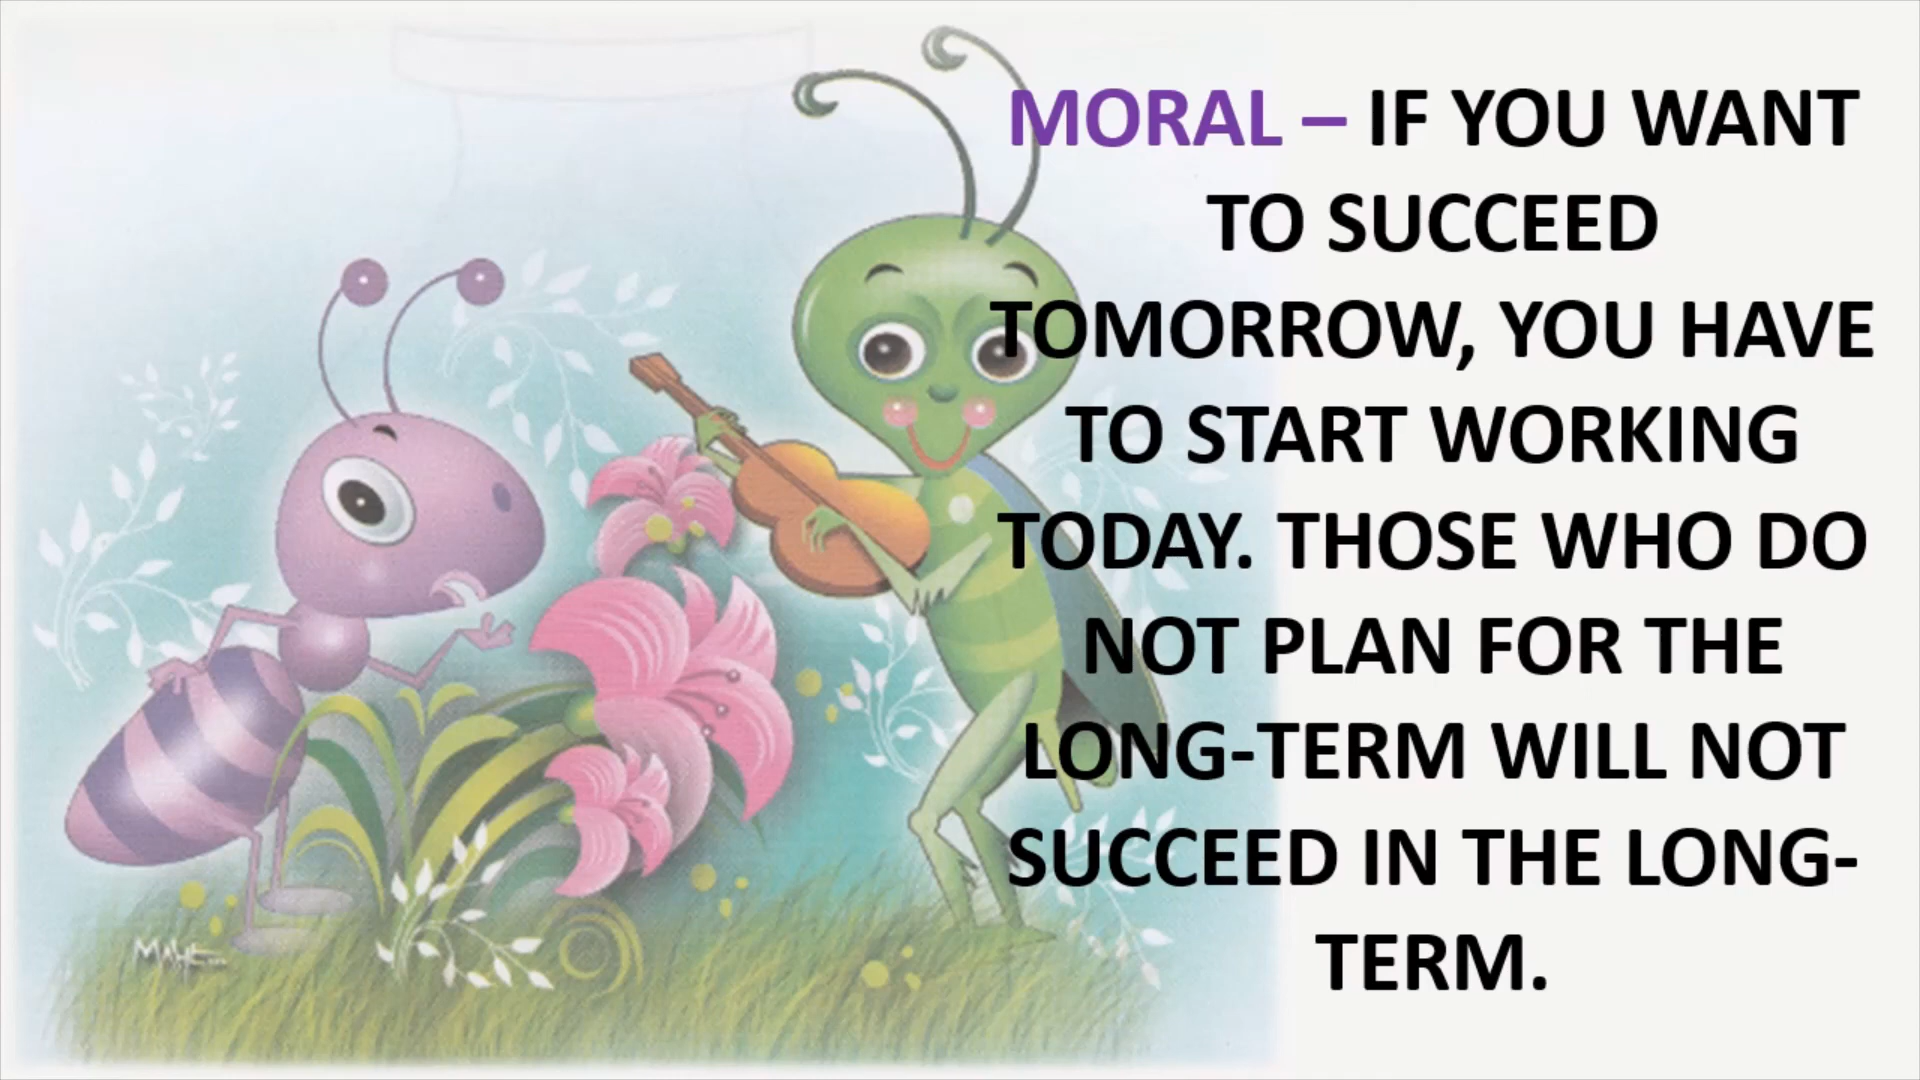 MORAL – IF YOU WANT
TO SUCCEED
TOMORROW, YOU HAVE
TO START WORKING
TODAY. THOSE WHO DO
NOT PLAN FOR THE
LONG-TERM WILL NOT
SUCCEED IN THE LONG-
TERM.